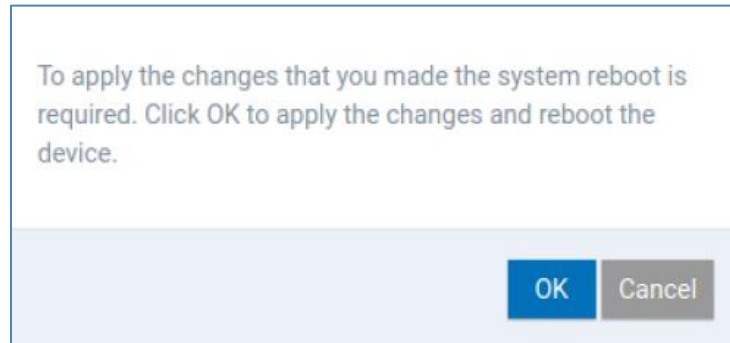 To apply the changes that you made the system reboot is
required. Click OK to apply the changes and reboot the
device.
OK
Cancel